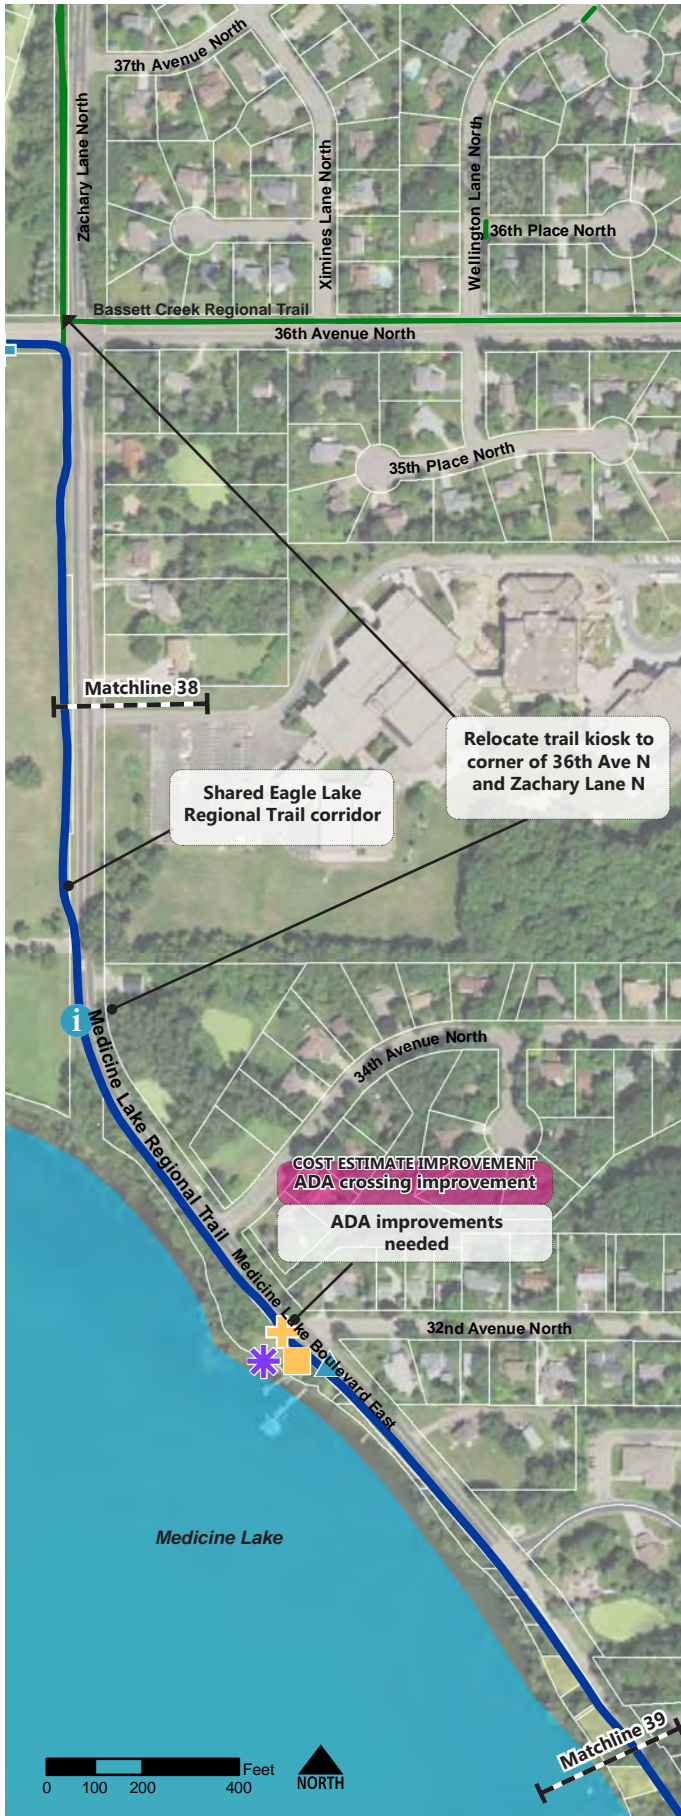 37th Avenue North
Zachary Lane North
Ximines Lane North
Wellington Lane North
36th Place North
Bassett Creek Regional Trail
36th Avenue North
35th Place North
Matchline 38
Relocate trail kiosk to
corner of 36th Ave N
and Zachary Lane N
Shared Eagle Lake
Regional Trail corridor
i
Medicine Lake Regional Trail
34th Avenue North
COST ESTIMATE IMPROVEMENT
ADA crossing improvement
ADA improvements
needed
Medicine Lake Boulevard East
32nd Avenue North
Medicine Lake
Matchline 39
Feet
0 100 200 400
NORTH